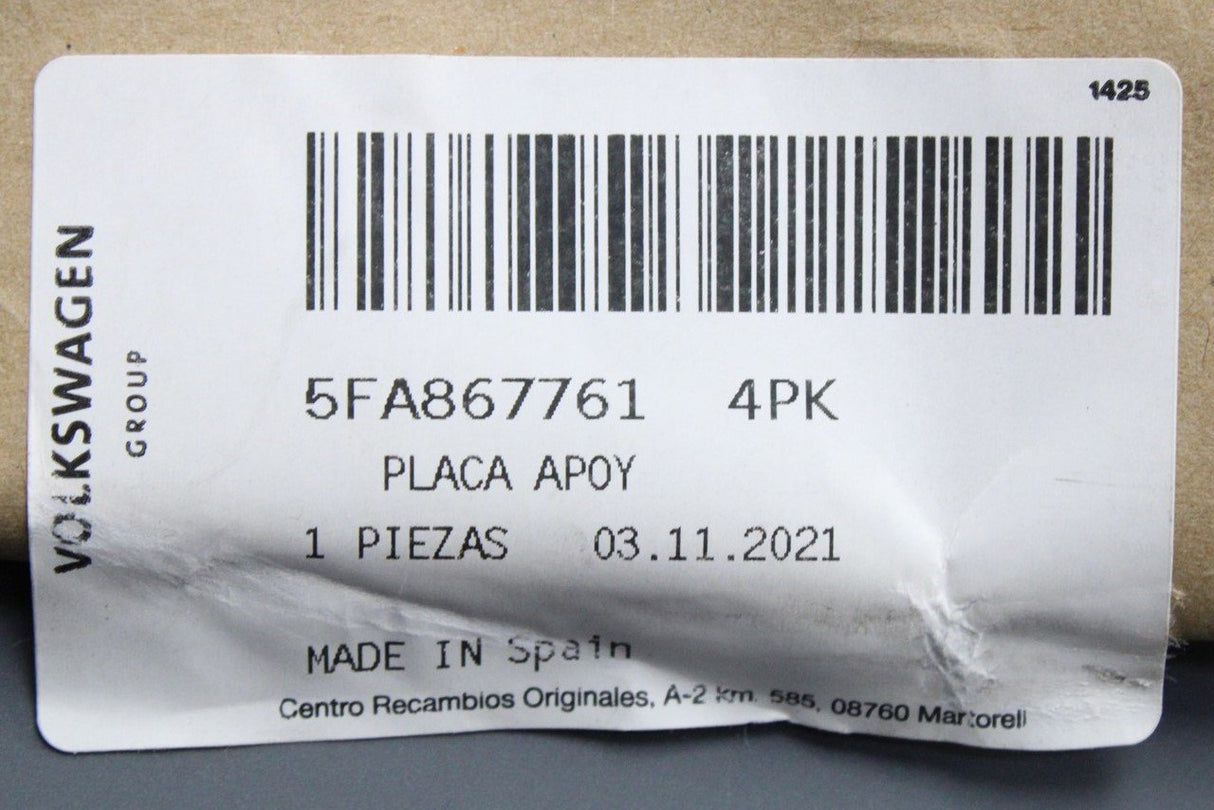 1425
VOLKSWAGEN
GROUP
5FA867761 4PK
PLACA APOY
1 PIEZAS 03.11.2021
MADE IN Spain
Centro Recambios Originales, A-2 km. 585, 08760 Martorell